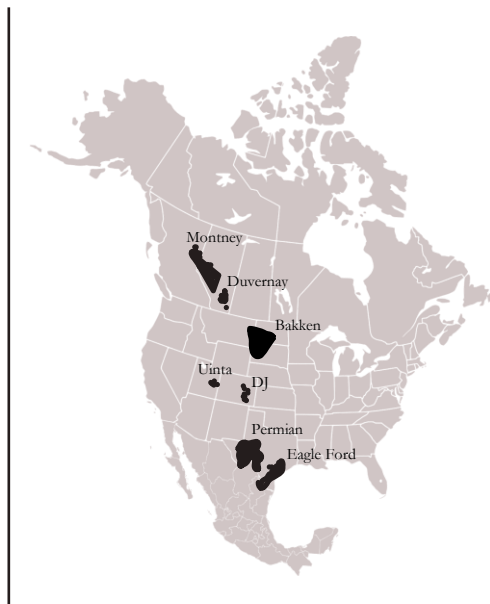 Montney
Duvernay
Bakken
Uinta
DJ
Permian
Eagle Ford